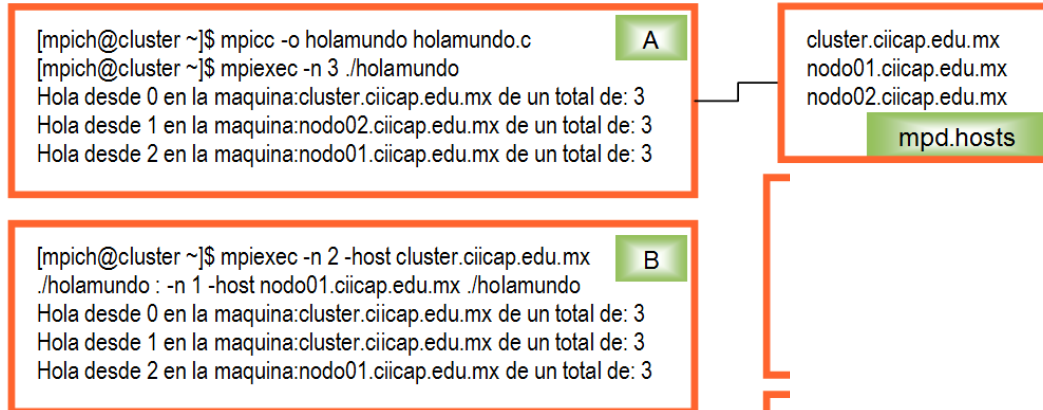 [mpich@cluster ~]$ mpicc -o holamundo holamundo.c
A
[mpich@cluster ~]$ mpiexec -n 3 ./holamundo
Hola desde 0 en la maquina:cluster.ciicap.edu.mx de un total de: 3
Hola desde 1 en la maquina:nodo02.ciicap.edu.mx de un total de: 3
Hola desde 2 en la maquina:nodo01.ciicap.edu.mx de un total de: 3
cluster.ciicap.edu.mx
nodo01.ciicap.edu.mx
nodo02.ciicap.edu.mx
mpd.hosts
[mpich@cluster ~]$ mpiexec -n 2 -host cluster.ciicap.edu.mx
B
./holamundo : -n 1 -host nodo01.ciicap.edu.mx ./holamundo
Hola desde 0 en la maquina:cluster.ciicap.edu.mx de un total de: 3
Hola desde 1 en la maquina:cluster.ciicap.edu.mx de un total de: 3
Hola desde 2 en la maquina:nodo01.ciicap.edu.mx de un total de: 3